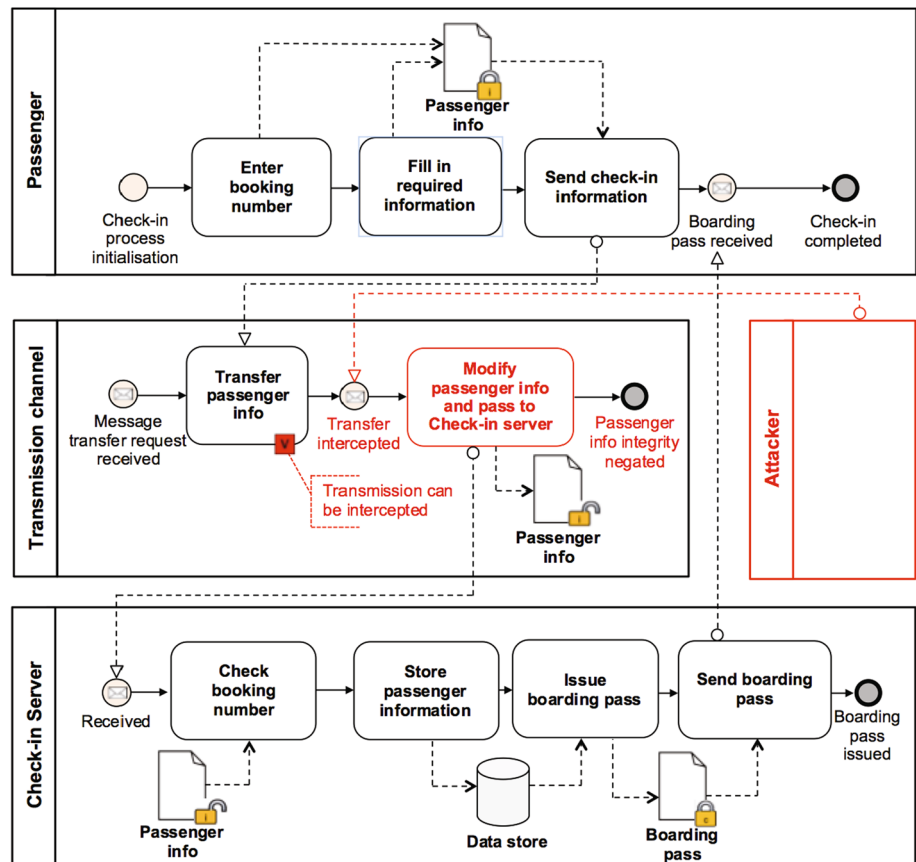 Passenger
Passenger
info
i
Enter
booking
number
Fill in
required
information
Send check-in
information
Check-in
process
initialisation
Boarding
pass received
Check-in
completed
Transmission channel
Transfer
passenger
info
V
Message
transfer request
received
Transfer
intercepted
Modify
passenger info
and pass to
Check-in server
Passenger
info integrity
negated
Transmission can
be intercepted
i
Passenger
info
Attacker
Check-in Server
Received
Check
booking
number
Store
passenger
information
Issue
boarding pass
Send boarding
pass
Boarding
pass
issued
i
Passenger
info
Data store
c
Boarding
pass